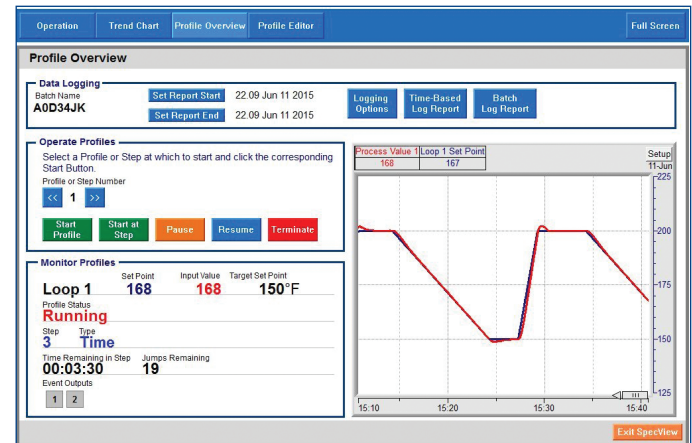 Operation Trend Chart Profile Overview Profile Editor Full Screen
Profile Overview
Data Logging
Batch Name
A0D34JK
Set Report Start 22.09 Jun 11 2015
Set Report End 22.09 Jun 11 2015
Logging Options
Time-Based Log Report
Batch Log Report
Operate Profiles
Select a Profile or Step at which to start and click the corresponding
Start Button.
Profile or Step Number
<< 1 >>
Start Profile
Start at Step
Pause
Resume
Terminate
Monitor Profiles
Set Point Input Value Target Set Point
Loop 1 168 168 150°F
Profile Status
Running
Step Type
3 Time
Time Remaining in Step Jumps Remaining
00:03:30 19
Event Outputs
1 2
Process Value 1 Loop 1 Set Point
168 167
Setup
11-Jun
225
200
175
150
125
15:10 15:20 15:30 15:40
Exit SpecView